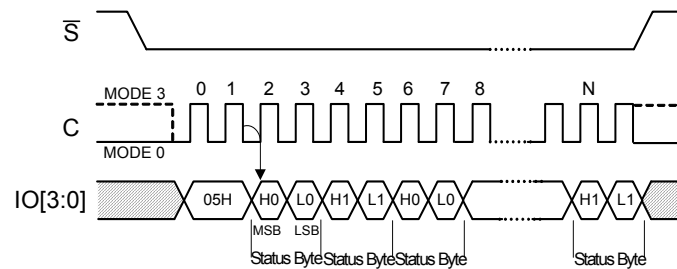 S
MODE 3
0 1 2 3 4 5 6 7 8 N
C
MODE 0
IO[3:0]
05H H0 L0 H1 L1 H0 L0 H1 L1
MSB LSB
Status Byte Status Byte Status Byte Status Byte